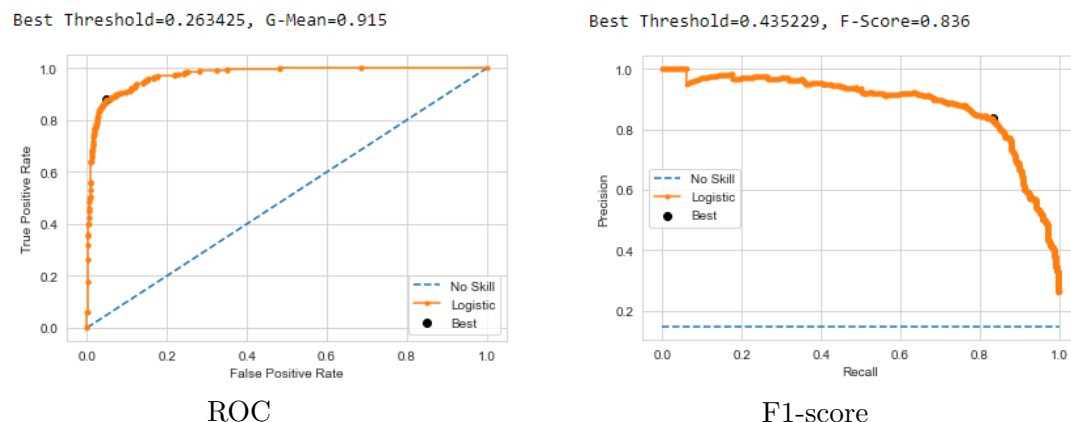 Best Threshold=0.263425, G-Mean=0.915
1.0
0.8
0.6
0.4
0.2
0.0
True Positive Rate
No Skill
Logistic
Best
0.0 0.2 0.4 0.6 0.8 1.0
False Positive Rate
ROC
Best Threshold=0.435229, F-Score=0.836
1.0
0.8
0.6
0.4
0.2
Precision
No Skill
Logistic
Best
0.0 0.2 0.4 0.6 0.8 1.0
Recall
F1-score